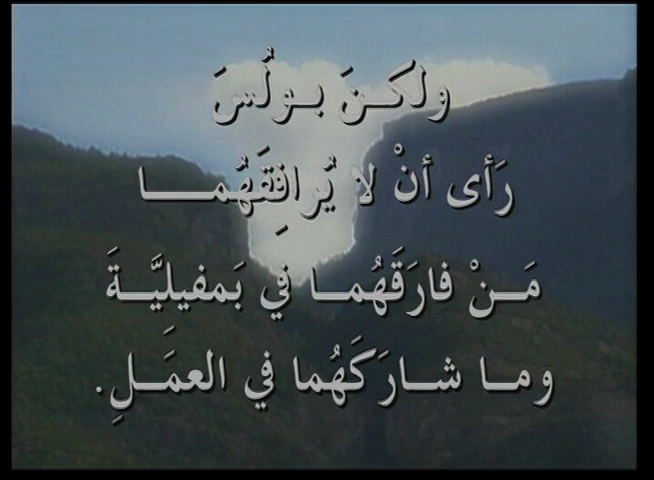 ولكنَ بولُسَ
رَأى أنْ لا يُرافِقَهُما
مَنْ فارَقَهُما في بَمفيليَّةَ
وما شارَكَهُما في العمَلِ.